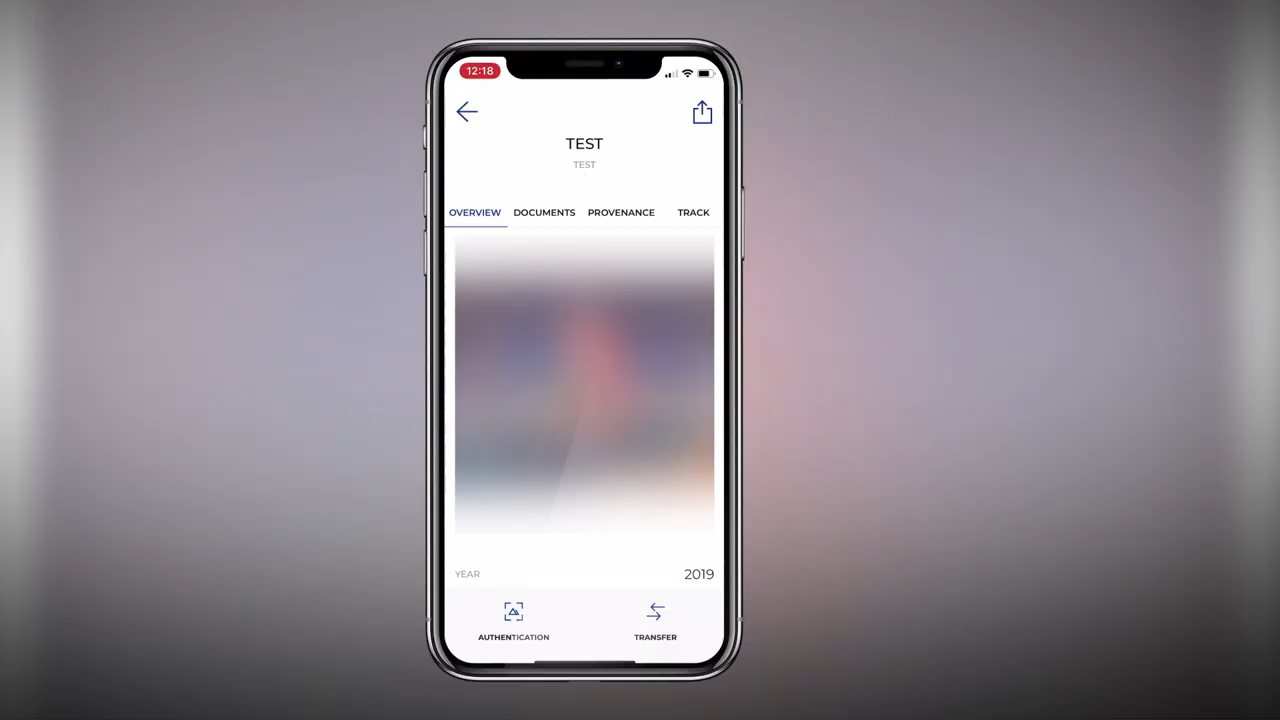 12:18
TEST
TEST
OVERVIEW DOCUMENTS PROVENANCE TRACK
YEAR 2019
AUTHENTICATION TRANSFER